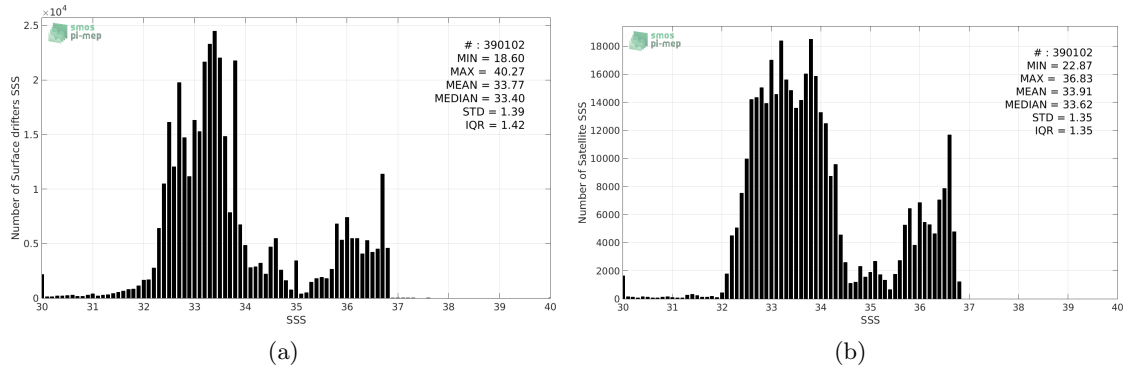 2.5 ×10⁴
smos
pi-mep
# : 390102
MIN = 18.60
MAX = 40.27
MEAN = 33.77
MEDIAN = 33.40
STD = 1.39
IQR = 1.42
2
1.5
1
0.5
0
Number of Surface drifters SSS
30 31 32 33 34 35 36 37 38 39 40
SSS
(a)
smos
pi-mep
# : 390102
MIN = 22.87
MAX = 36.83
MEAN = 33.91
MEDIAN = 33.62
STD = 1.35
IQR = 1.35
18000
16000
14000
12000
10000
8000
6000
4000
2000
0
Number of Satellite SSS
30 31 32 33 34 35 36 37 38 39 40
SSS
(b)